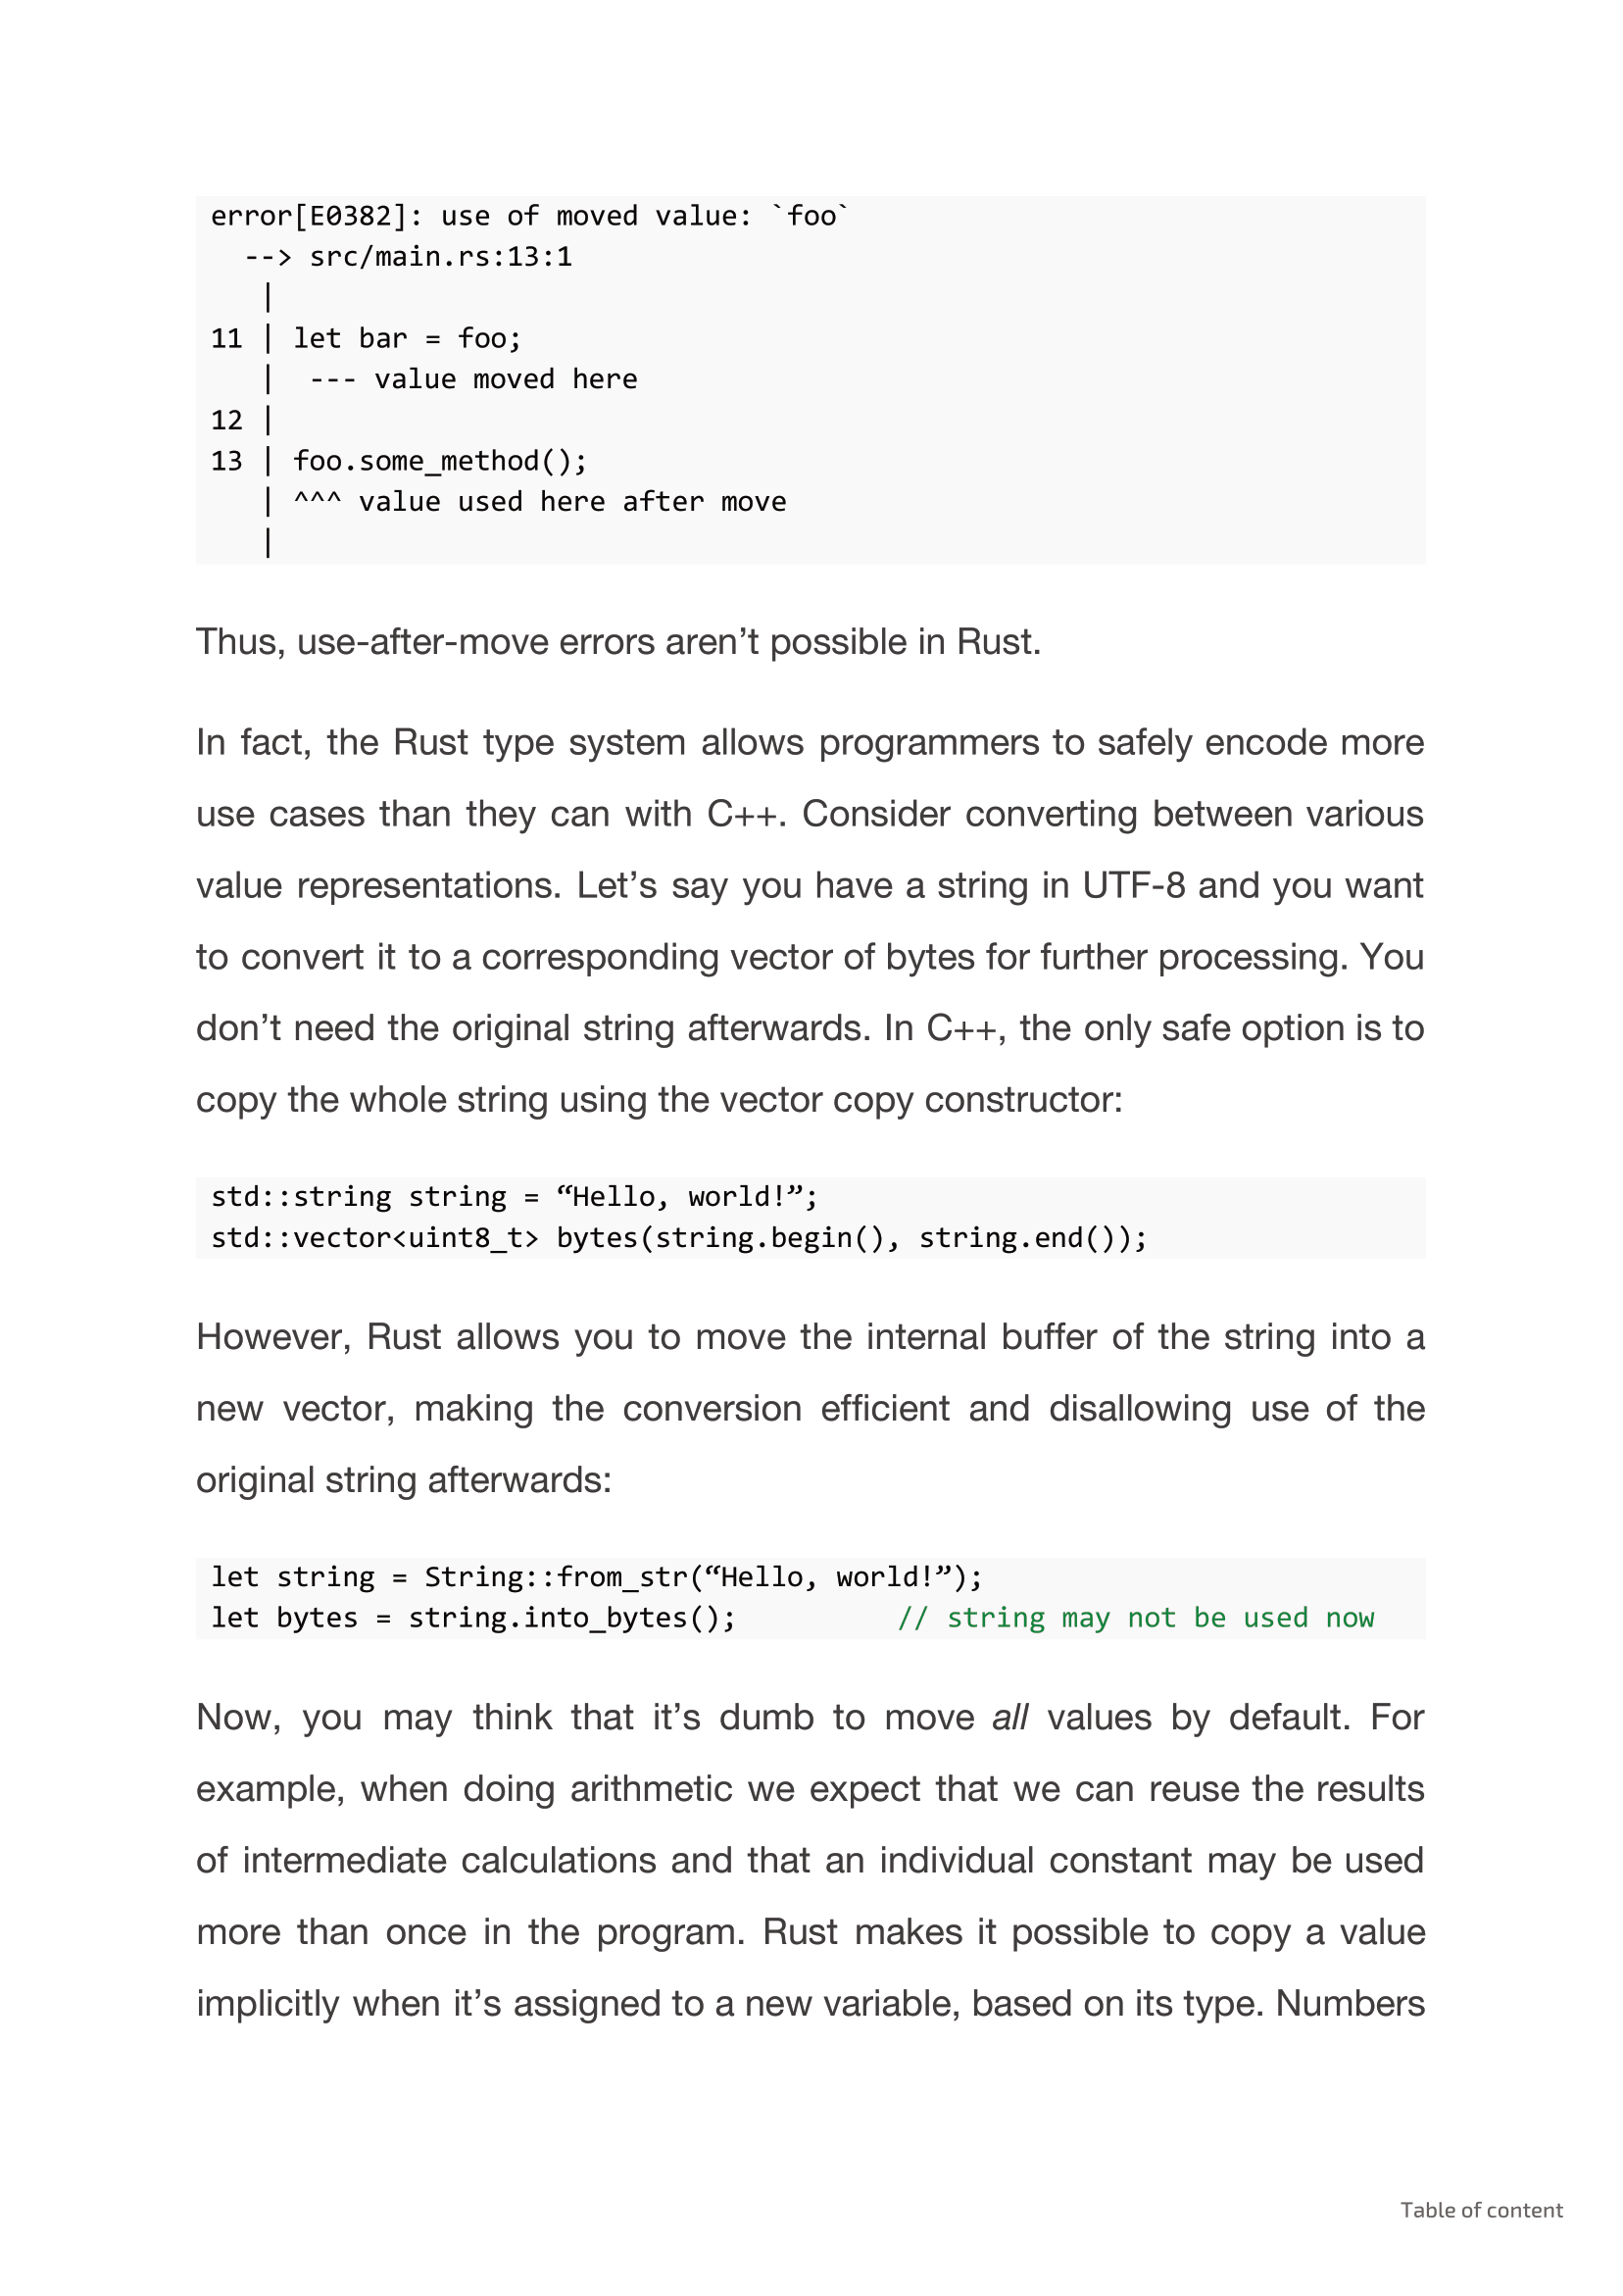 error[E0382]: use of moved value: `foo`
  --> src/main.rs:13:1
   |
11 | let bar = foo;
   |  --- value moved here
12 |
13 | foo.some_method();
   | ^^^ value used here after move
   |
Thus, use-after-move errors aren’t possible in Rust.
In fact, the Rust type system allows programmers to safely encode more
use cases than they can with C++. Consider converting between various
value representations. Let’s say you have a string in UTF-8 and you want
to convert it to a corresponding vector of bytes for further processing. You
don’t need the original string afterwards. In C++, the only safe option is to
copy the whole string using the vector copy constructor:
std::string string = “Hello, world!”;
std::vector<uint8_t> bytes(string.begin(), string.end());
However, Rust allows you to move the internal buffer of the string into a
new vector, making the conversion efficient and disallowing use of the
original string afterwards:
let string = String::from_str(“Hello, world!”);
let bytes = string.into_bytes();          // string may not be used now
Now, you may think that it’s dumb to move all values by default. For
example, when doing arithmetic we expect that we can reuse the results
of intermediate calculations and that an individual constant may be used
more than once in the program. Rust makes it possible to copy a value
implicitly when it’s assigned to a new variable, based on its type. Numbers
Table of content